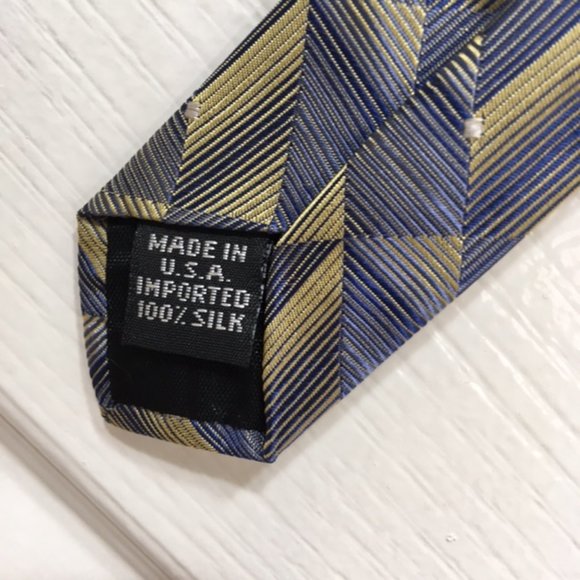 MADE IN
U.S.A.
IMPORTED
100% SILK